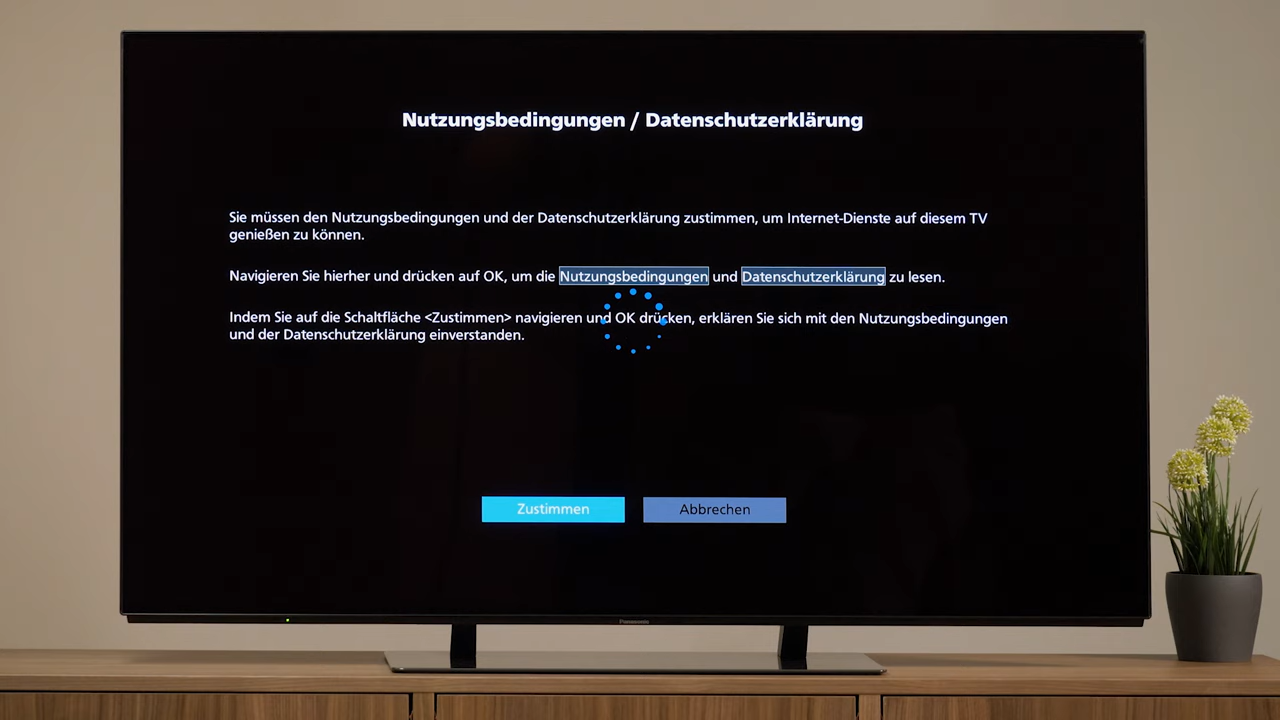 Nutzungsbedingungen / Datenschutzerklärung
Sie müssen den Nutzungsbedingungen und der Datenschutzerklärung zustimmen, um Internet-Dienste auf diesem TV
genießen zu können.
Navigieren Sie hierher und drücken auf OK, um die Nutzungsbedingungen und Datenschutzerklärung zu lesen.
Indem Sie auf die Schaltfläche <Zustimmen> navigieren und OK drücken, erklären Sie sich mit den Nutzungsbedingungen
und der Datenschutzerklärung einverstanden.
Zustimmen Abbrechen
Panasonic